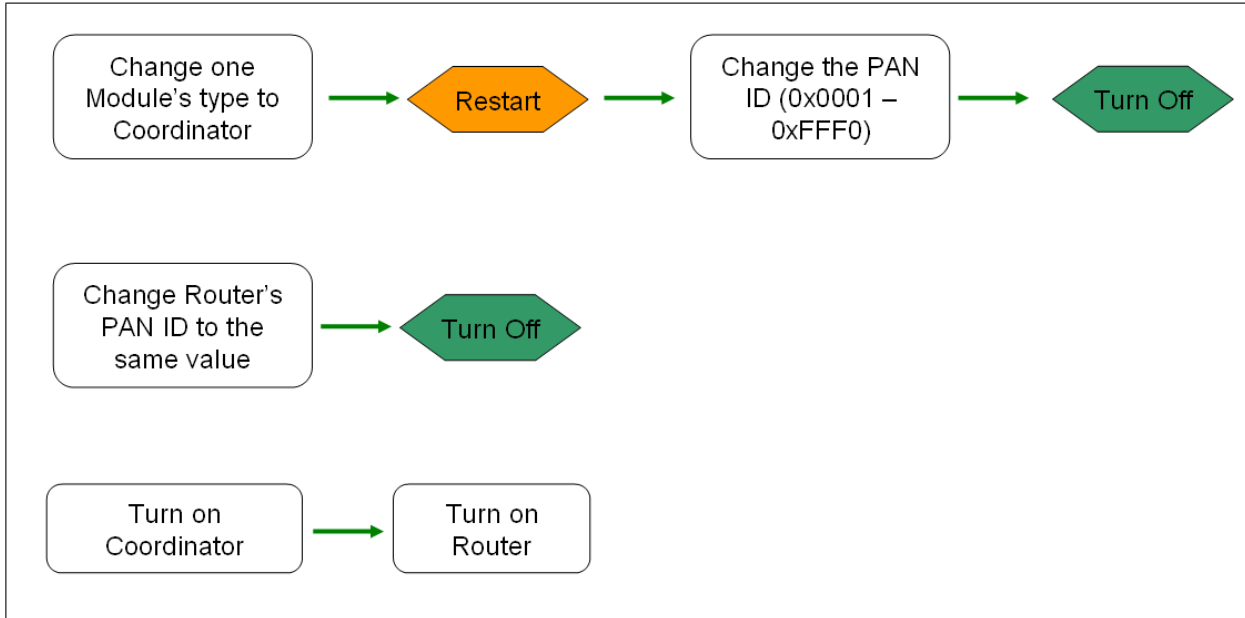 Change one
Module’s type to
Coordinator
Restart
Change the PAN
ID (0x0001 –
0xFFF0)
Turn Off
Change Router’s
PAN ID to the
same value
Turn Off
Turn on
Coordinator
Turn on
Router